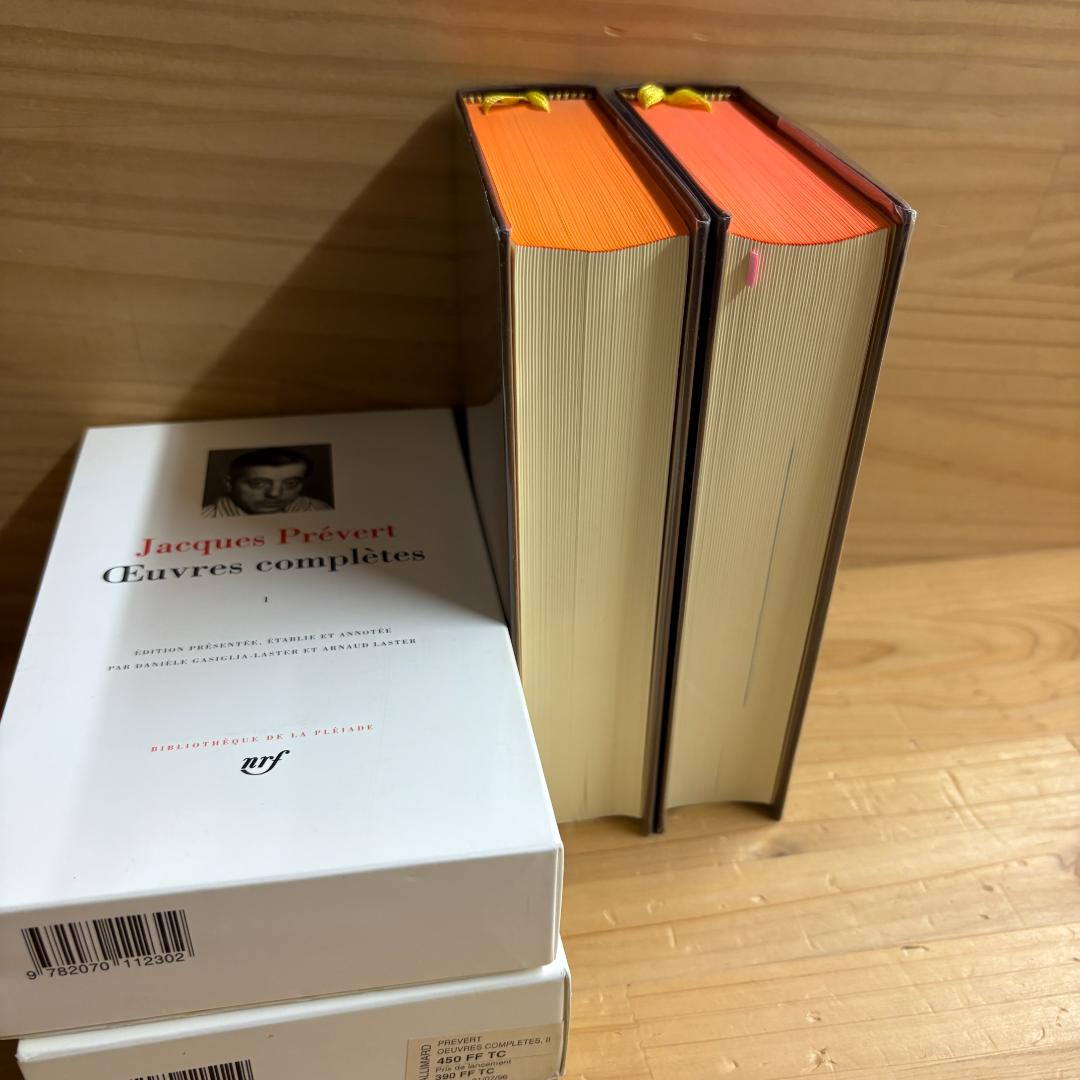 Jacques Prévert
Œuvres complètes
I
ÉDITION PRÉSENTÉE, ÉTABLIE ET ANNOTÉE
PAR DANIÈLE GASIGLIA-LASTER ET ARNAUD LASTER
BIBLIOTHÈQUE DE LA PLÉIADE
nrf
9 782070 112302
PREVERT
OEUVRES COMPLETES, II
450 FF TC
Prix de lancement
390 FF TC